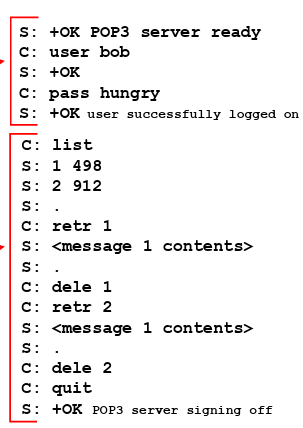 S: +OK POP3 server ready
C: user bob
S: +OK
C: pass hungry
S: +OK user successfully logged on
C: list
S: 1 498
S: 2 912
S: .
C: retr 1
S: <message 1 contents>
S: .
C: dele 1
C: retr 2
S: <message 1 contents>
S: .
C: dele 2
C: quit
S: +OK POP3 server signing off